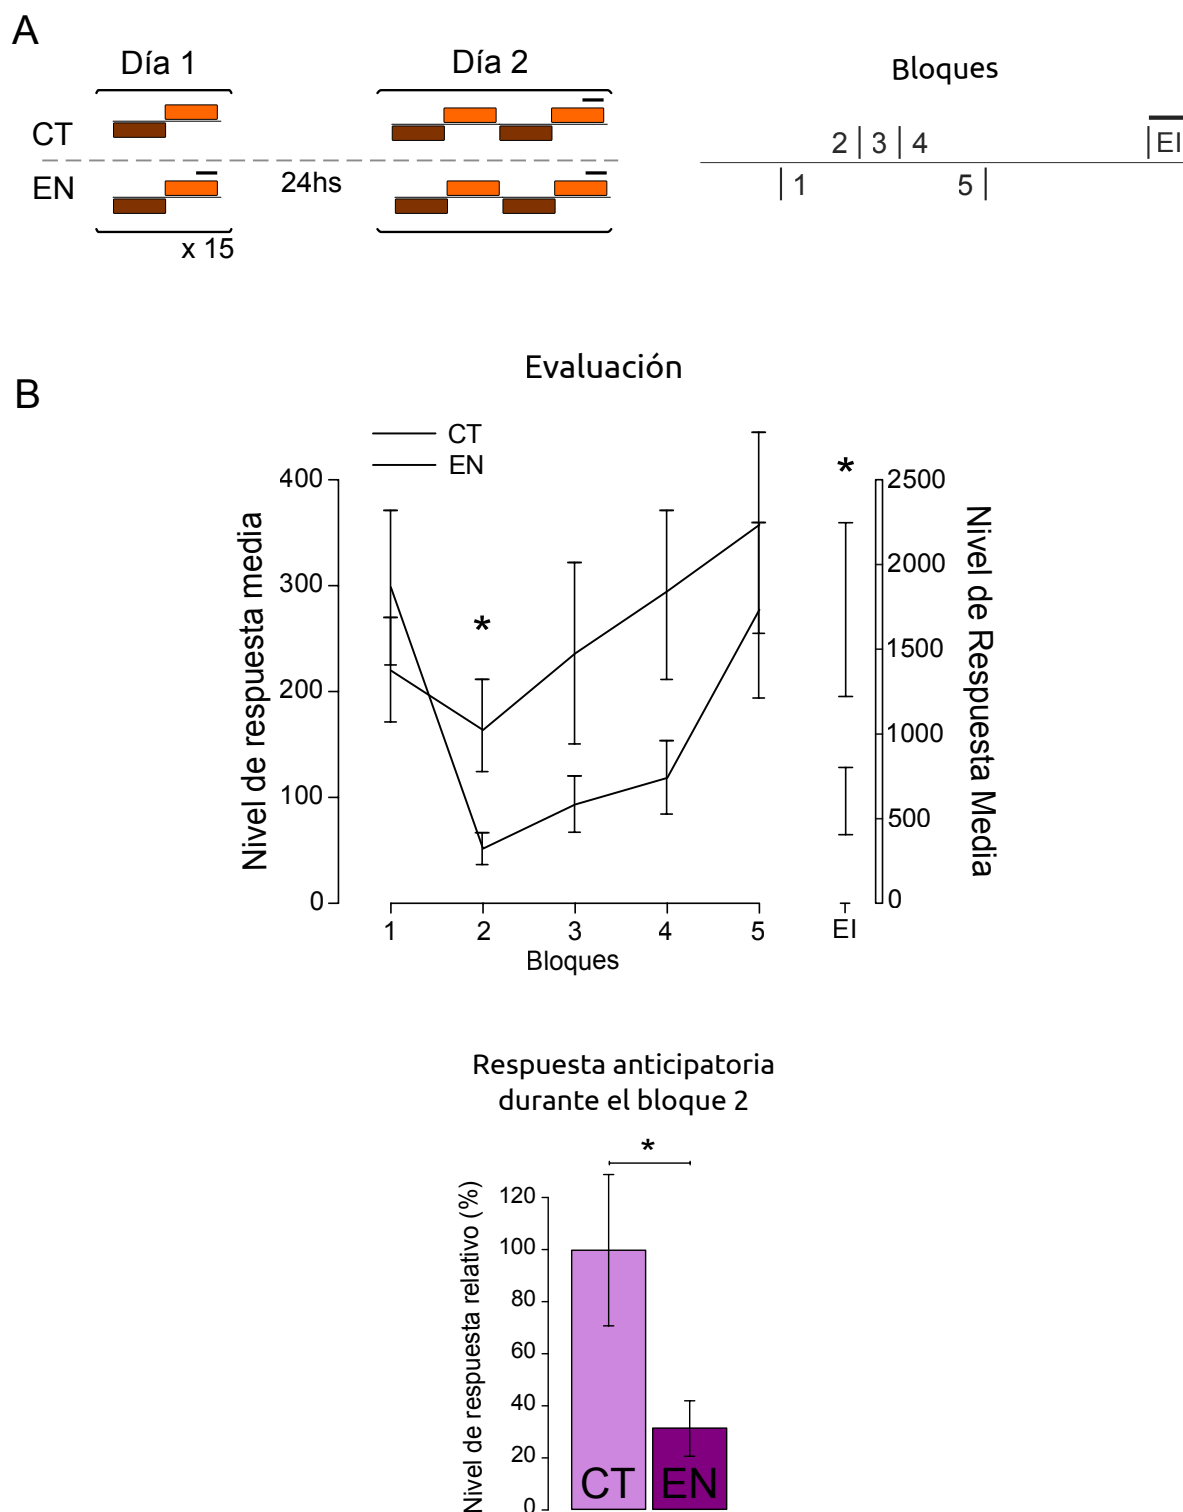 A
Día 1
Día 2
Bloques
CT
EN
24hs
x 15
2 3 4
EI
1
5
Evaluación
B
CT
EN
Nivel de respuesta media
400
300
200
100
0
*
*
2500
2000
1500
1000
500
0
Nivel de Respuesta Media
1 2 3 4 5
EI
Bloques
Respuesta anticipatoria
durante el bloque 2
*
Nivel de respuesta relativo (%)
120
100
80
60
40
20
0
CT EN